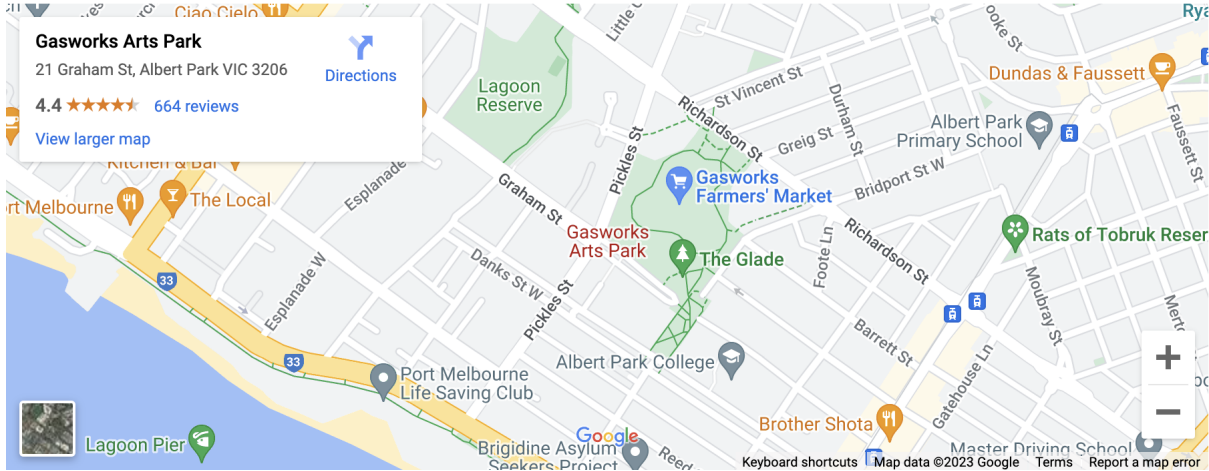 Ciao Cielo
Gasworks Arts Park
21 Graham St, Albert Park VIC 3206
Directions
4.4
664 reviews
View larger map
Kitchen & Bar
The Local
Esplanade
Lagoon
Reserve
Little
Pickles St
St Vincent St
Richardson St
Greig St
Durham St
Bridport St W
Dundas & Faussett
Albert Park
Primary School
Faussett St
Gasworks
Farmers' Market
Graham St
Gasworks
Arts Park
The Glade
Foote Ln
Richardson St
Rats of Tobruk Reser
Moubray St
Danks St W
Esplanade W
33
33
Pickles St
Barrett St
Gatehouse Ln
Albert Park College
Port Melbourne
Life Saving Club
Brother Shota
Lagoon Pier
Google
Brigidine Asylum
Seekers Project
Reed
Master Driving School
Keyboard shortcuts
Map data ©2023 Google
Terms
Report a map error